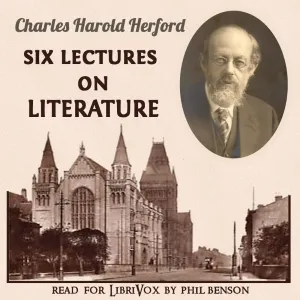 Charles Harold Herford
SIX LECTURES
ON
LITERATURE
READ FOR LIBRIVOX BY PHIL BENSON